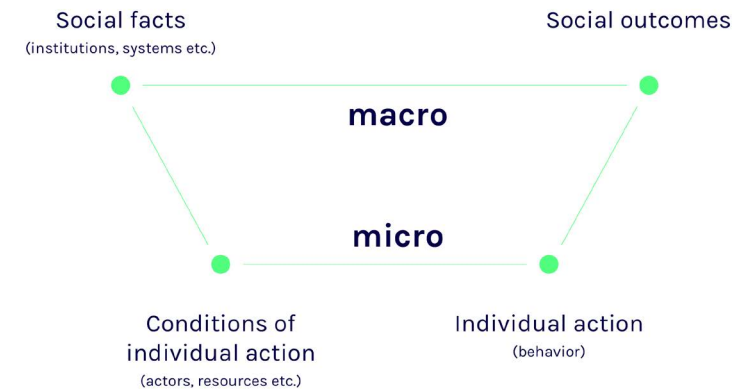 Social facts
(institutions, systems etc.)
Social outcomes
macro
micro
Conditions of
individual action
(actors, resources etc.)
Individual action
(behavior)